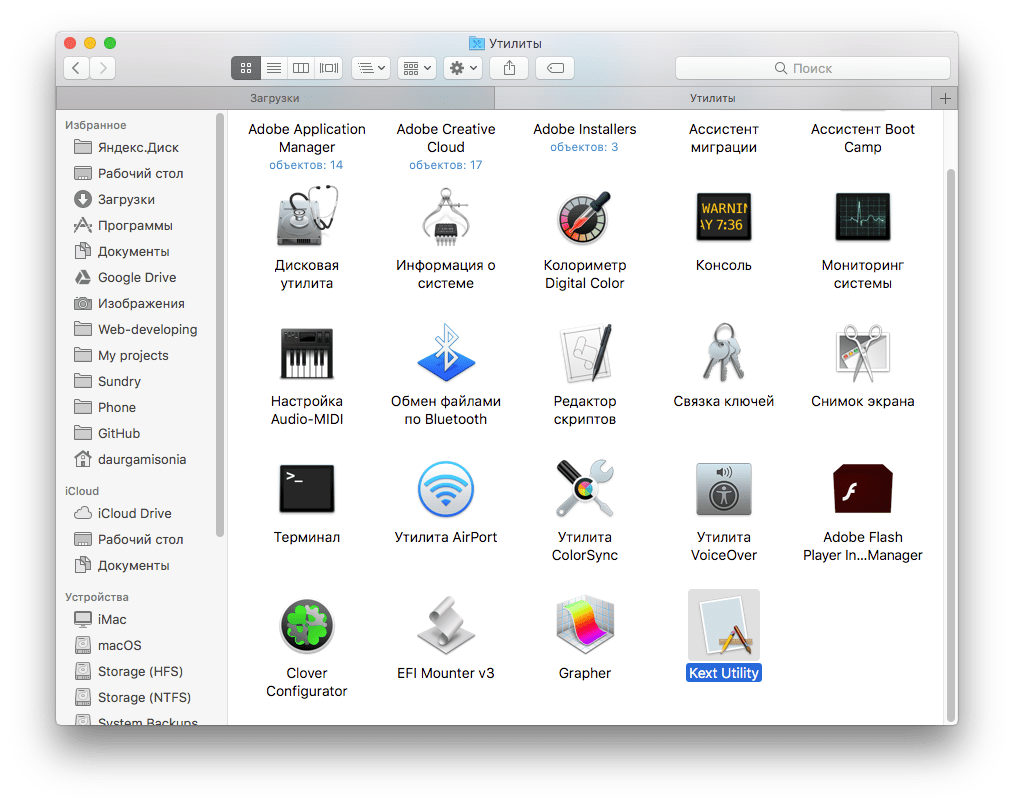 Утилиты
Поиск
Загрузки
Утилиты
Избранное
Яндекс.Диск
Рабочий стол
Загрузки
Программы
Документы
Google Drive
Изображения
Web-developing
My projects
Sundry
Phone
GitHub
daurgamisonia
iCloud
iCloud Drive
Рабочий стол
Документы
Устройства
iMac
macOS
Storage (HFS)
Storage (NTFS)
System Backups
Adobe Application
Manager
объектов: 14
Adobe Creative
Cloud
объектов: 17
Adobe Installers
объектов: 3
Ассистент
миграции
Ассистент Boot
Camp
Дисковая
утилита
Информация о
системе
Колориметр
Digital Color
WARNIN
AY 7:36
Консоль
Мониторинг
системы
Настройка
Audio-MIDI
Обмен файлами
по Bluetooth
Редактор
скриптов
Связка ключей
Снимок экрана
>_
Терминал
Утилита AirPort
Утилита
ColorSync
Утилита
VoiceOver
Adobe Flash
Player In...Manager
Clover
Configurator
EFI Mounter v3
Grapher
Kext Utility